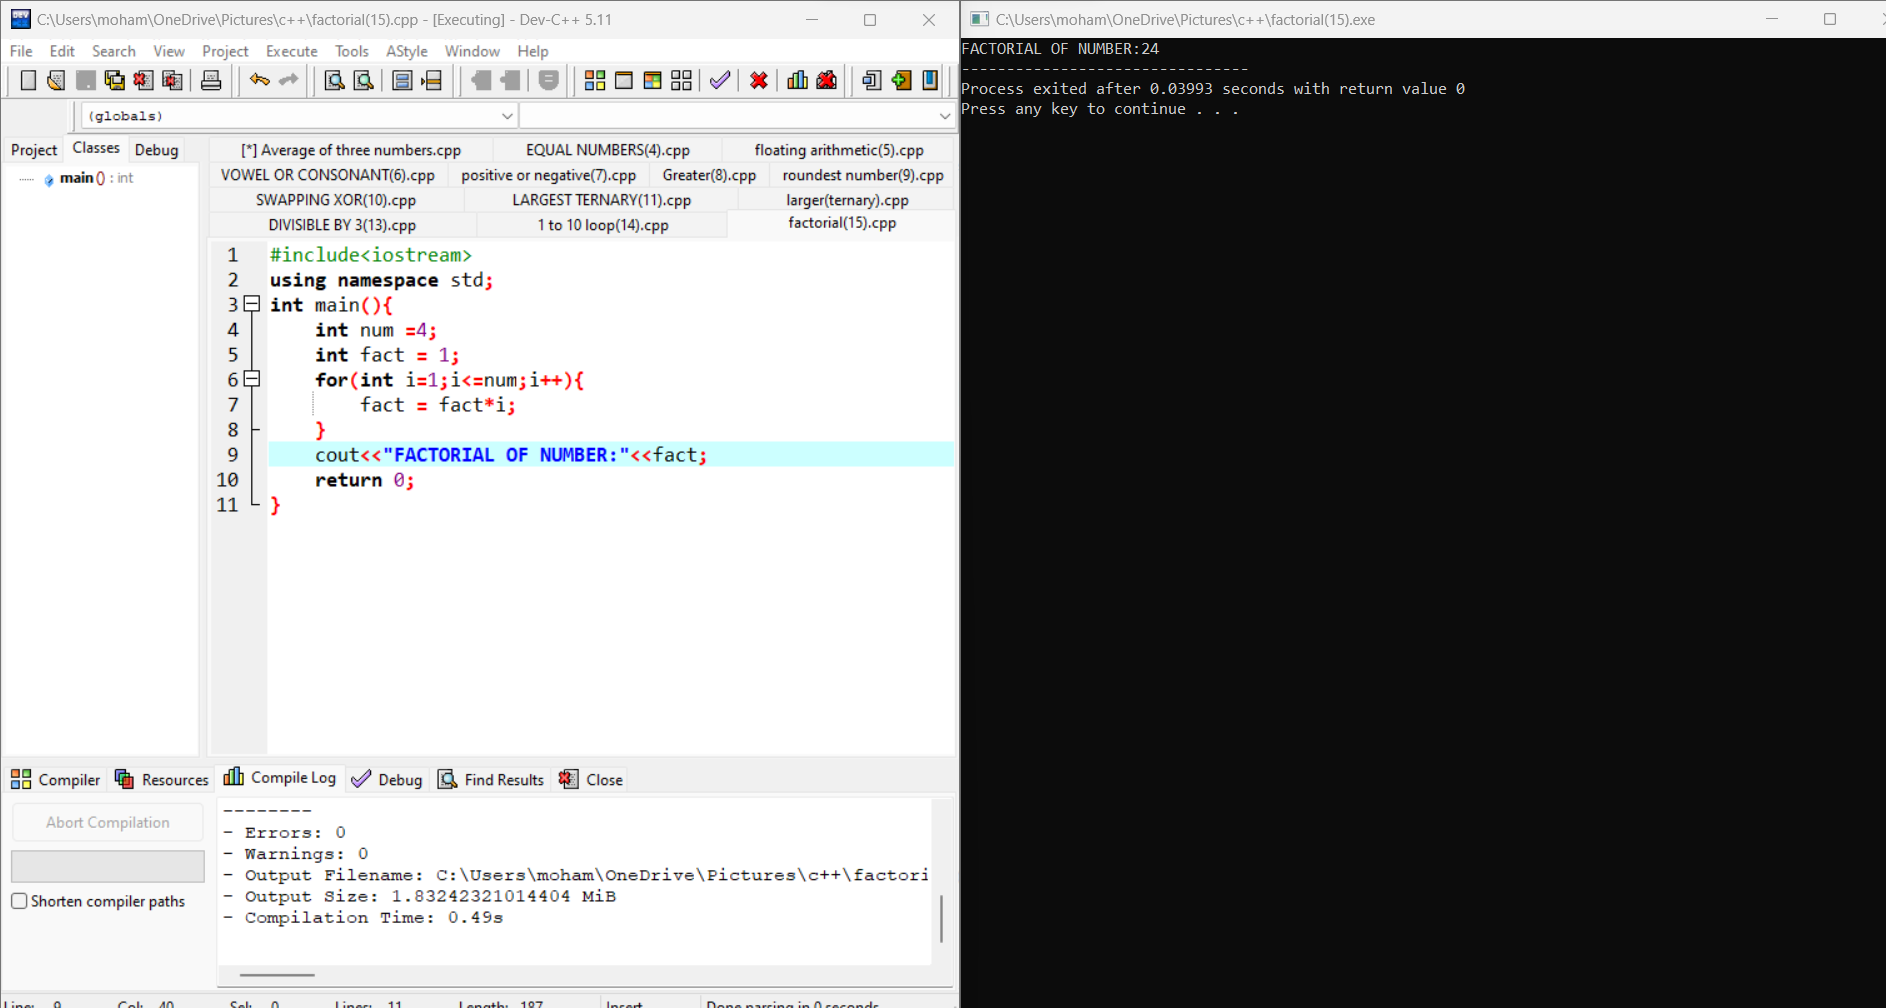 C:\Users\moham\OneDrive\Pictures\c++\factorial(15).cpp - [Executing] - Dev-C++ 5.11
File Edit Search View Project Execute Tools AStyle Window Help
(globals)
Project Classes Debug
main () : int
[*] Average of three numbers.cpp EQUAL NUMBERS(4).cpp floating arithmetic(5).cpp
VOWEL OR CONSONANT(6).cpp positive or negative(7).cpp Greater(8).cpp roundest number(9).cpp
SWAPPING XOR(10).cpp LARGEST TERNARY(11).cpp larger(ternary).cpp
DIVISIBLE BY 3(13).cpp 1 to 10 loop(14).cpp factorial(15).cpp
1 #include<iostream>
2 using namespace std;
3 int main(){
4 int num =4;
5 int fact = 1;
6 for(int i=1;i<=num;i++){
7 fact = fact*i;
8 }
9 cout<<"FACTORIAL OF NUMBER:"<<fact;
10 return 0;
11 }
Compiler Resources Compile Log Debug Find Results Close
Abort Compilation
Shorten compiler paths
--------
- Errors: 0
- Warnings: 0
- Output Filename: C:\Users\moham\OneDrive\Pictures\c++\factori
- Output Size: 1.83242321014404 MiB
- Compilation Time: 0.49s
Line: 9 Col: 40 Sel: 0 Lines: 11 Length: 187 Insert Done parsing in 0 seconds
C:\Users\moham\OneDrive\Pictures\c++\factorial(15).exe
FACTORIAL OF NUMBER:24
--------------------------------
Process exited after 0.03993 seconds with return value 0
Press any key to continue . . .